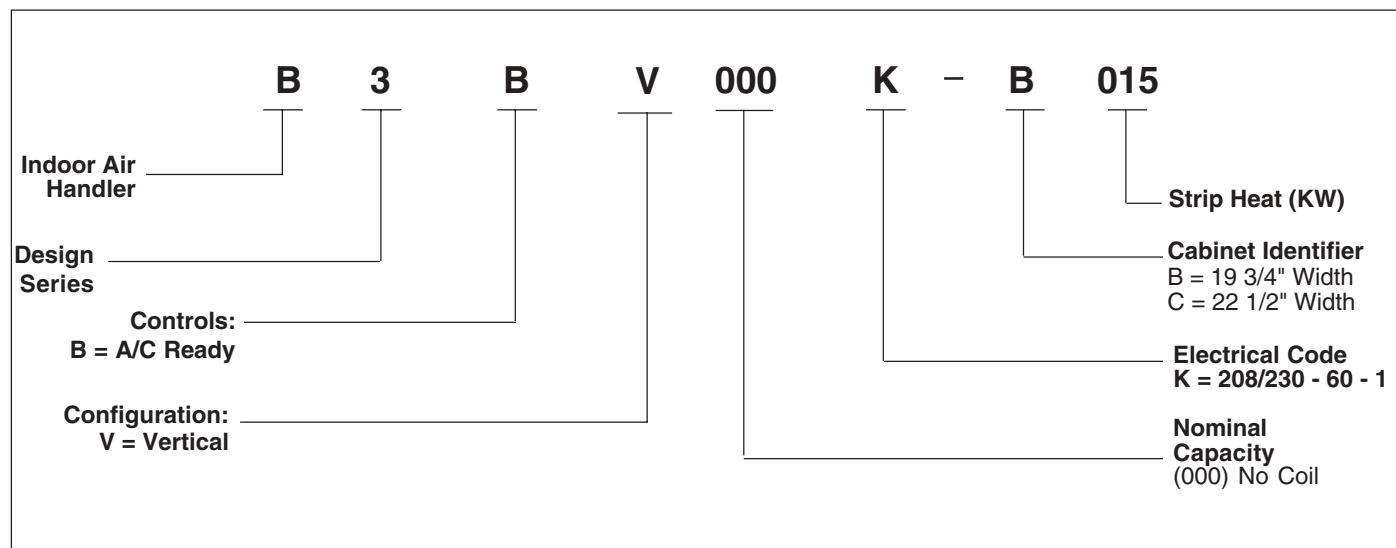 B 3 B V 000 K – B 015
Indoor Air
Handler
Design
Series
Controls:
B = A/C Ready
Configuration:
V = Vertical
Strip Heat (KW)
Cabinet Identifier
B = 19 3/4" Width
C = 22 1/2" Width
Electrical Code
K = 208/230 - 60 - 1
Nominal
Capacity
(000) No Coil